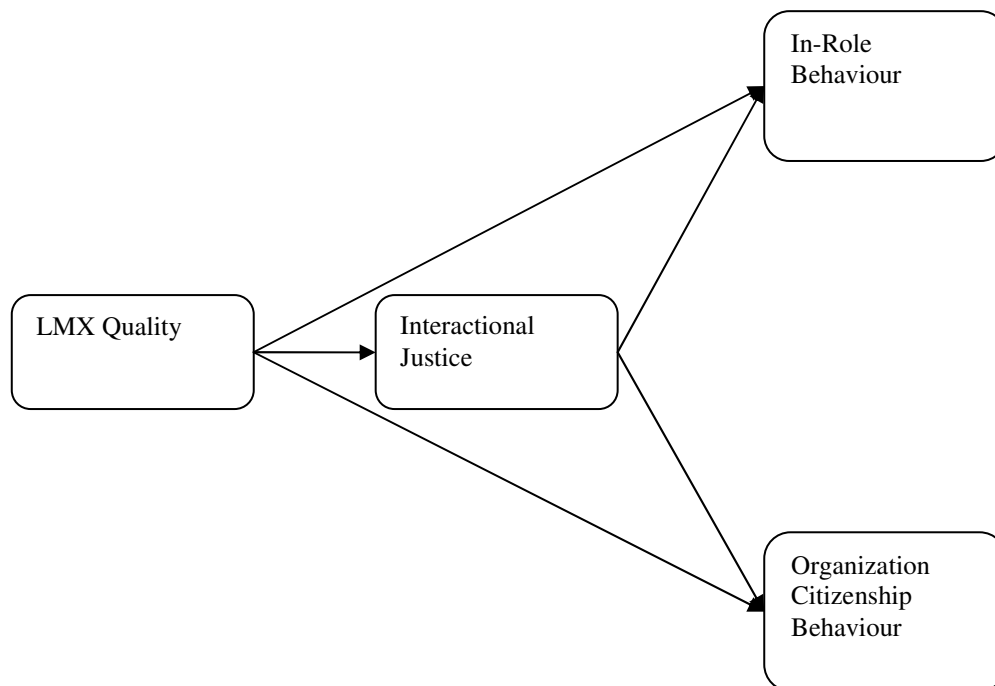 In-Role
Behaviour
LMX Quality
Interactional
Justice
Organization
Citizenship
Behaviour